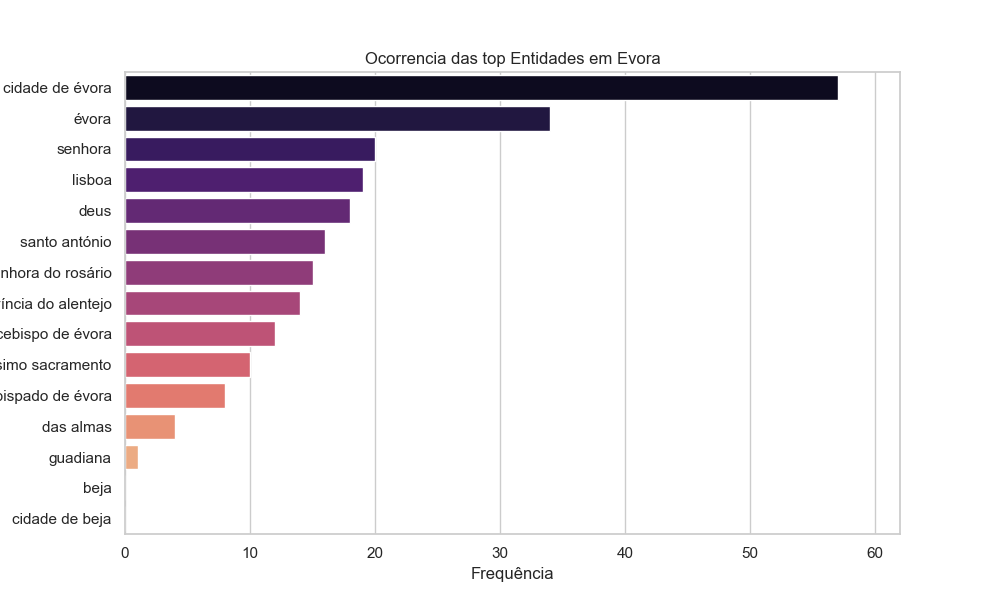 Ocorrencia das top Entidades em Evora
cidade de évora
évora
senhora
lisboa
deus
santo antónio
nhora do rosário
íncia do alentejo
cebispo de évora
simo sacramento
bispado de évora
das almas
guadiana
beja
cidade de beja
0 10 20 30 40 50 60
Frequência